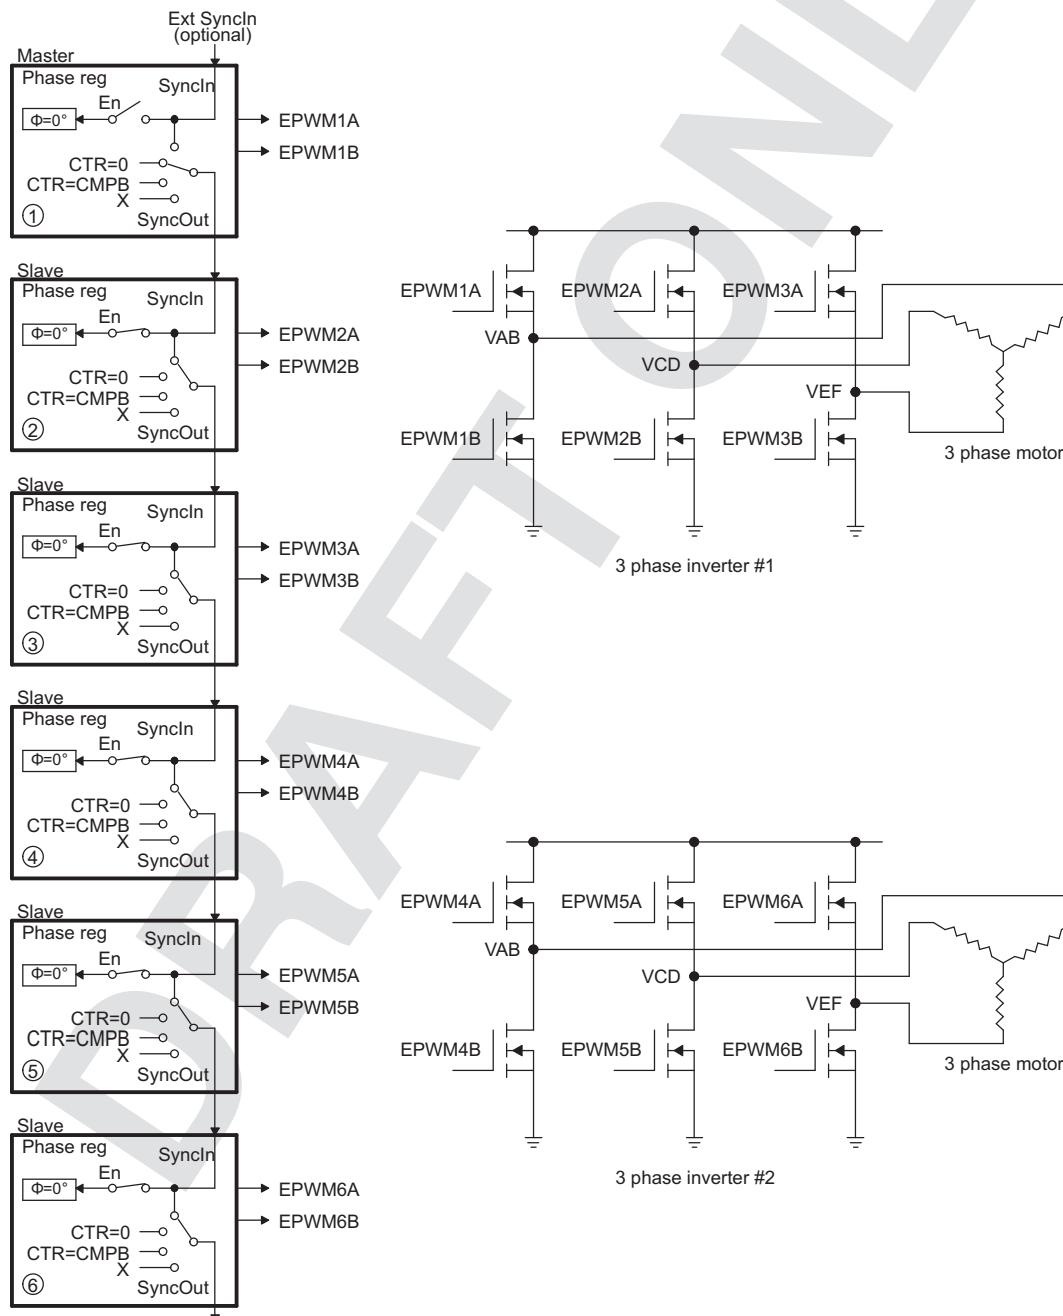 Ext SyncIn
(optional)
Master
Phase reg
SyncIn
En
Φ=0°
EPWM1A
EPWM1B
CTR=0
CTR=CMPB
X
1
SyncOut
Slave
Phase reg
SyncIn
En
Φ=0°
EPWM2A
EPWM2B
CTR=0
CTR=CMPB
X
2
SyncOut
Slave
Phase reg
SyncIn
En
Φ=0°
EPWM3A
EPWM3B
CTR=0
CTR=CMPB
X
3
SyncOut
Slave
Phase reg
SyncIn
En
Φ=0°
EPWM4A
EPWM4B
CTR=0
CTR=CMPB
X
4
SyncOut
Slave
Phase reg
SyncIn
En
Φ=0°
EPWM5A
EPWM5B
CTR=0
CTR=CMPB
X
5
SyncOut
Slave
Phase reg
SyncIn
En
Φ=0°
EPWM6A
EPWM6B
CTR=0
CTR=CMPB
X
6
SyncOut
EPWM1A
EPWM2A
EPWM3A
VAB
VCD
VEF
EPWM1B
EPWM2B
EPWM3B
3 phase motor
3 phase inverter #1
EPWM4A
EPWM5A
EPWM6A
VAB
VCD
VEF
EPWM4B
EPWM5B
EPWM6B
3 phase motor
3 phase inverter #2
DRAFT ONL